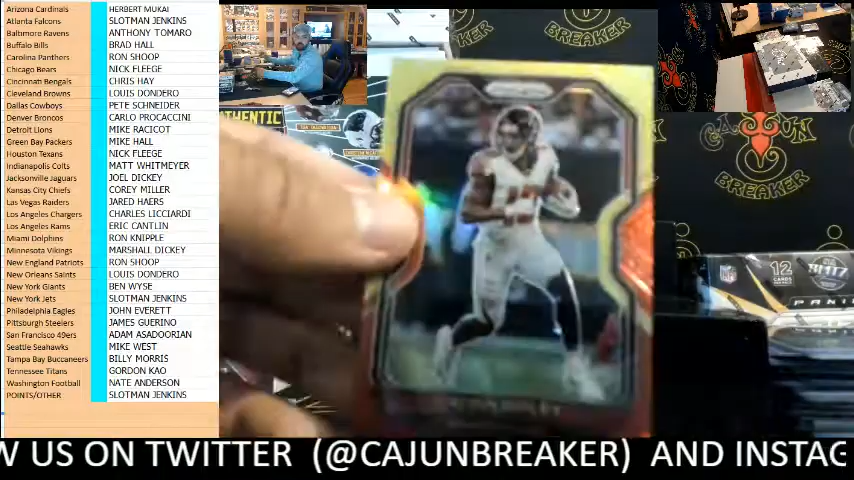 Arizona Cardinals HERBERT MUKAI
Atlanta Falcons SLOTMAN JENKINS
Baltimore Ravens ANTHONY TOMARO
Buffalo Bills BRAD HALL
Carolina Panthers RON SHOOP
Chicago Bears NICK FLEEGE
Cincinnati Bengals CHRIS HAY
Cleveland Browns LOUIS DONDERO
Dallas Cowboys PETE SCHNEIDER
Denver Broncos CARLO PROCACCINI
Detroit Lions MIKE RACICOT
Green Bay Packers MIKE HALL
Houston Texans NICK FLEEGE
Indianapolis Colts MATT WHITMEYER
Jacksonville Jaguars JOEL DICKEY
Kansas City Chiefs COREY MILLER
Las Vegas Raiders JARED HAERS
Los Angeles Chargers CHARLES LICCIARDI
Los Angeles Rams ERIC CANTLIN
Miami Dolphins RON KNIPPLE
Minnesota Vikings MARSHALL DICKEY
New England Patriots RON SHOOP
New Orleans Saints LOUIS DONDERO
New York Giants BEN WYSE
New York Jets SLOTMAN JENKINS
Philadelphia Eagles JOHN EVERETT
Pittsburgh Steelers JAMES GUERINO
San Francisco 49ers ADAM ASADOORIAN
Seattle Seahawks MIKE WEST
Tampa Bay Buccaneers BILLY MORRIS
Tennessee Titans GORDON KAO
Washington Football NATE ANDERSON
POINTS/OTHER SLOTMAN JENKINS
BREAKER
BREAKER
CAJUN
BREAKER
NFL
12
PANINI
W US ON TWITTER (@CAJUNBREAKER) AND INSTAG